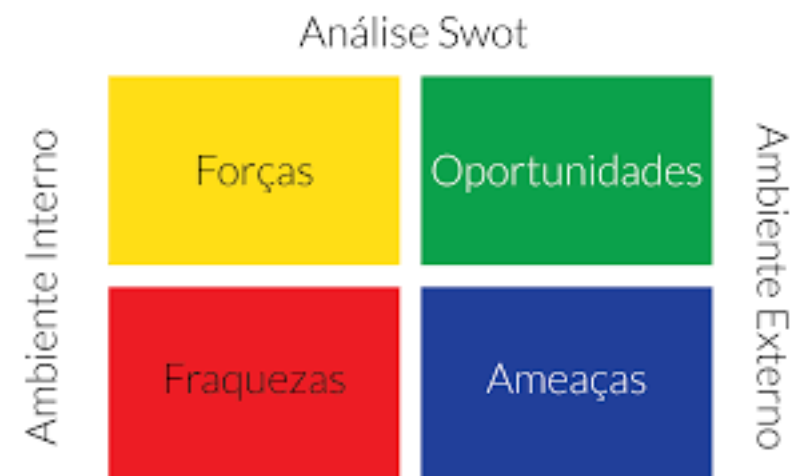 Análise Swot
Ambiente Interno
Forças
Oportunidades
Ambiente Externo
Fraquezas
Ameaças